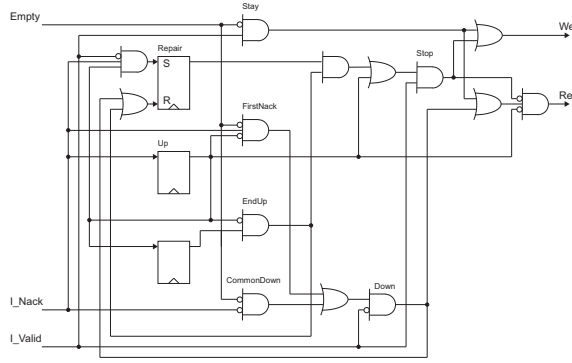 Stay
Empty
We
Repair
Stop
S
R
Re
FirstNack
Up
EndUp
CommonDown
Down
I_Nack
I_Valid